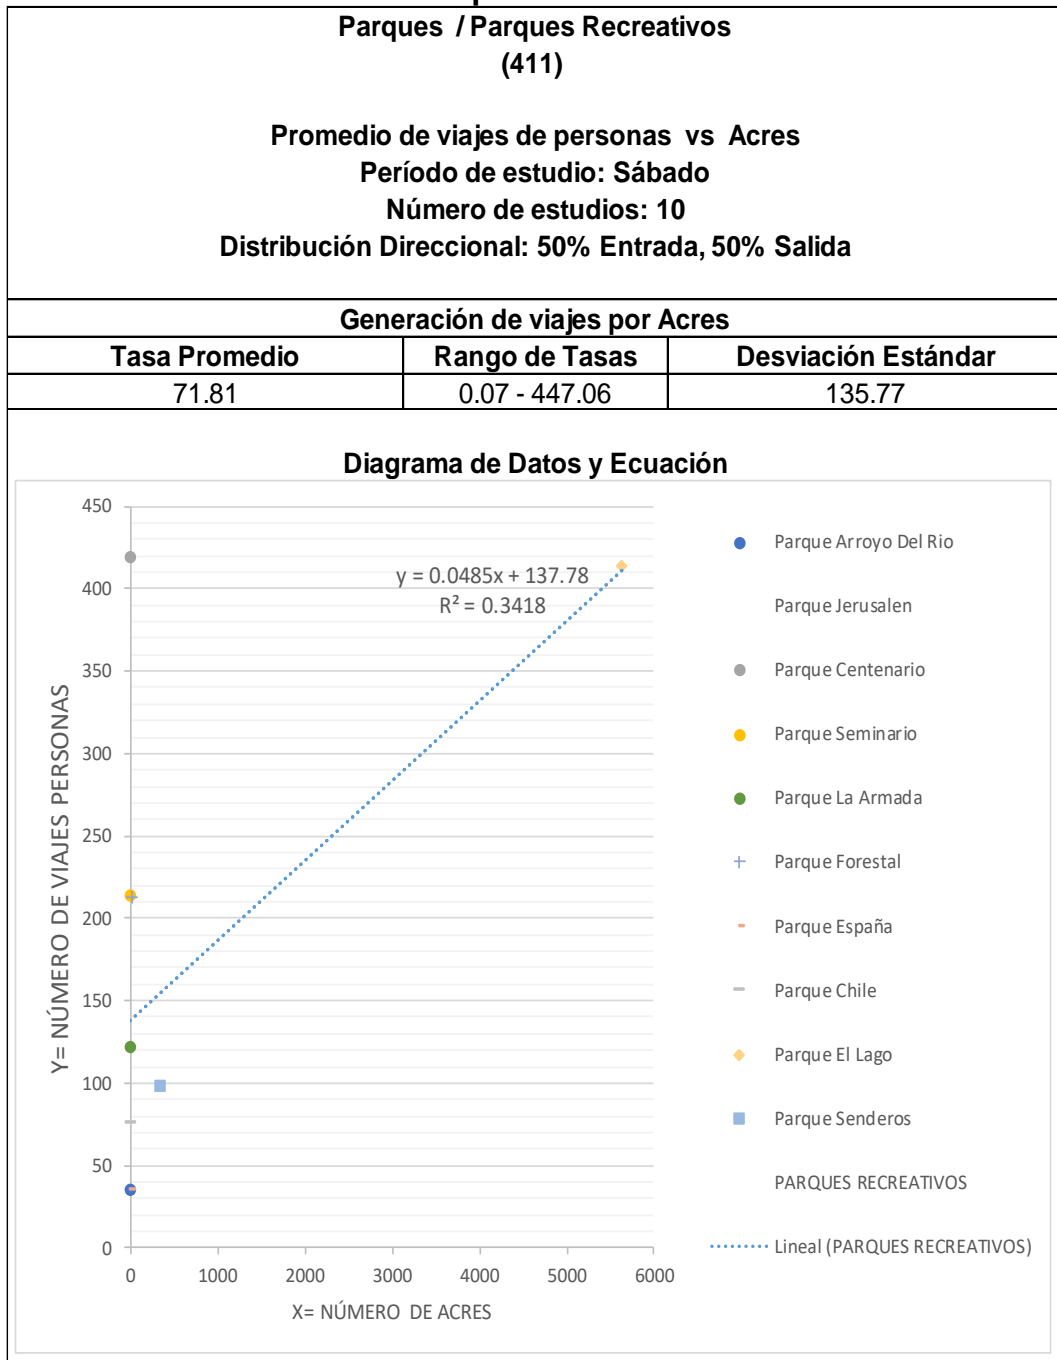 Parques / Parques Recreativos
(411)
Promedio de viajes de personas vs Acres
Período de estudio: Sábado
Número de estudios: 10
Distribución Direccional: 50% Entrada, 50% Salida
Generación de viajes por Acres
Tasa Promedio Rango de Tasas Desviación Estándar
71.81 0.07 - 447.06 135.77
Diagrama de Datos y Ecuación
Y= NÚMERO DE VIAJES PERSONAS
450
400
350
300
250
200
150
100
50
0
y = 0.0485x + 137.78
R² = 0.3418
0 1000 2000 3000 4000 5000 6000
X= NÚMERO DE ACRES
Parque Arroyo Del Rio
Parque Jerusalen
Parque Centenario
Parque Seminario
Parque La Armada
Parque Forestal
Parque España
Parque Chile
Parque El Lago
Parque Senderos
PARQUES RECREATIVOS
Lineal (PARQUES RECREATIVOS)